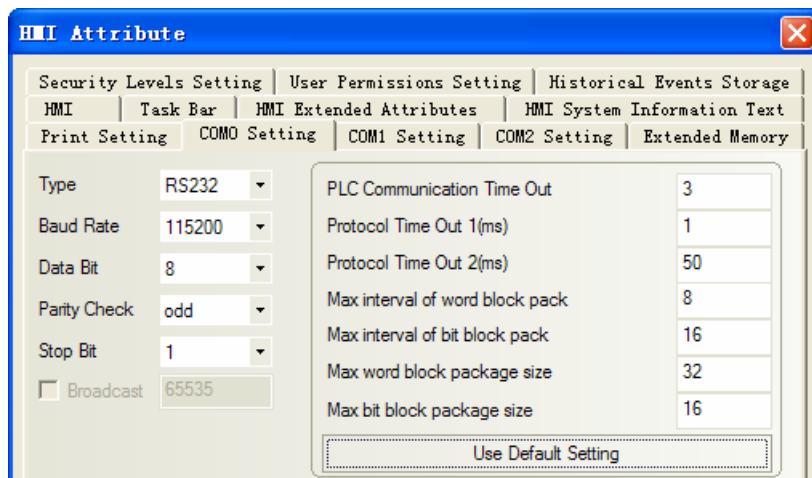 HMI Attribute
Security Levels Setting User Permissions Setting Historical Events Storage
HMI Task Bar HMI Extended Attributes HMI System Information Text
Print Setting COM0 Setting COM1 Setting COM2 Setting Extended Memory
Type RS232
Baud Rate 115200
Data Bit 8
Parity Check odd
Stop Bit 1
Broadcast 65535
PLC Communication Time Out 3
Protocol Time Out 1(ms) 1
Protocol Time Out 2(ms) 50
Max interval of word block pack 8
Max interval of bit block pack 16
Max word block package size 32
Max bit block package size 16
Use Default Setting